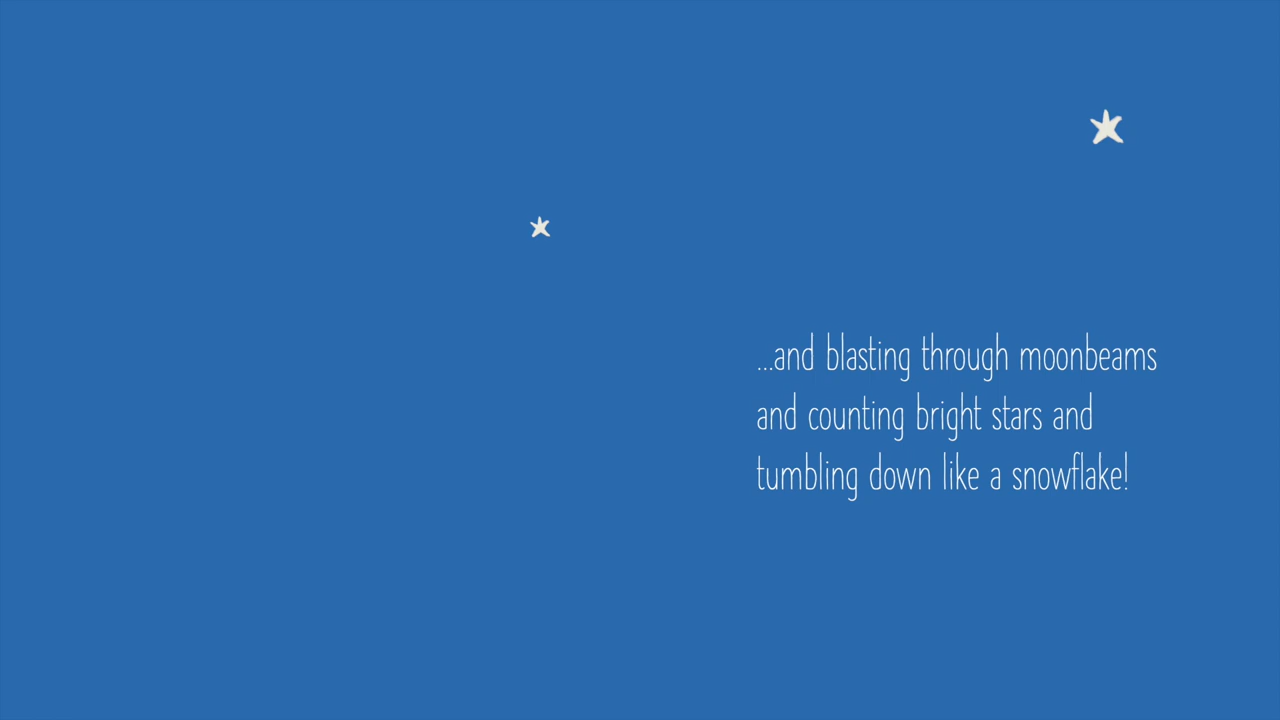 ...and blasting through moonbeams
and counting bright stars and
tumbling down like a snowflake!